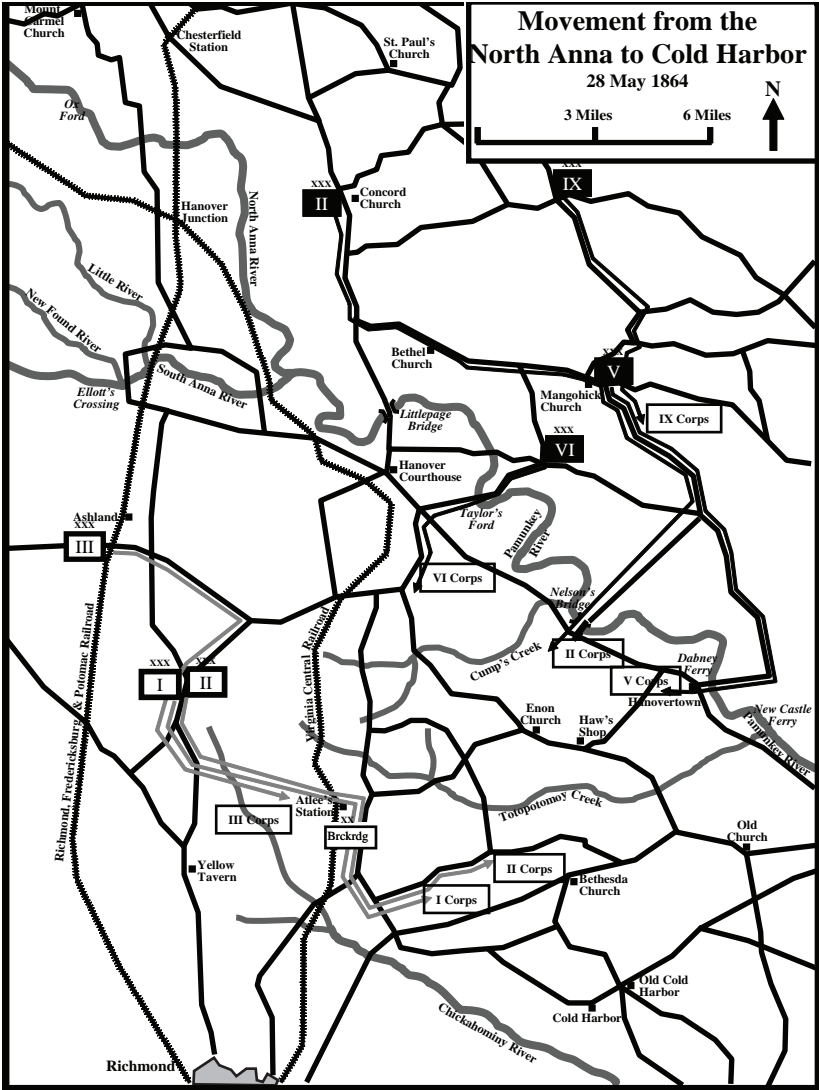 Movement from the
North Anna to Cold Harbor
28 May 1864
3 Miles
6 Miles
N
Mount
Carmel
Church
Chesterfield
Station
St. Paul's
Church
Ox
Ford
xxx
II
Concord
Church
xxx
IX
Hanover
Junction
North Anna River
Little River
New Found River
South Anna River
Ellott's
Crossing
Bethel
Church
xxx
V
Mangohick
Church
IX Corps
Littlepage
Bridge
xxx
VI
Hanover
Courthouse
Taylor's
Ford
Pamunkey
River
Ashland
xxx
III
VI Corps
Nelson's
Bridge
Cump's Creek
II Corps
V Corps
Dabney
Ferry
Hanovertown
New Castle
Ferry
Pamunkey River
xxx
I
xxx
II
Virginia Central Railroad
Richmond, Fredericksburg, & Potomac Railroad
Enon
Church
Haw's
Shop
Totopotomoy Creek
Atlee's
Station
III Corps
xx
Brckrdg
Old
Church
II Corps
I Corps
Bethesda
Church
Yellow
Tavern
Old Cold
Harbor
Cold Harbor
Chickahominy River
Richmond